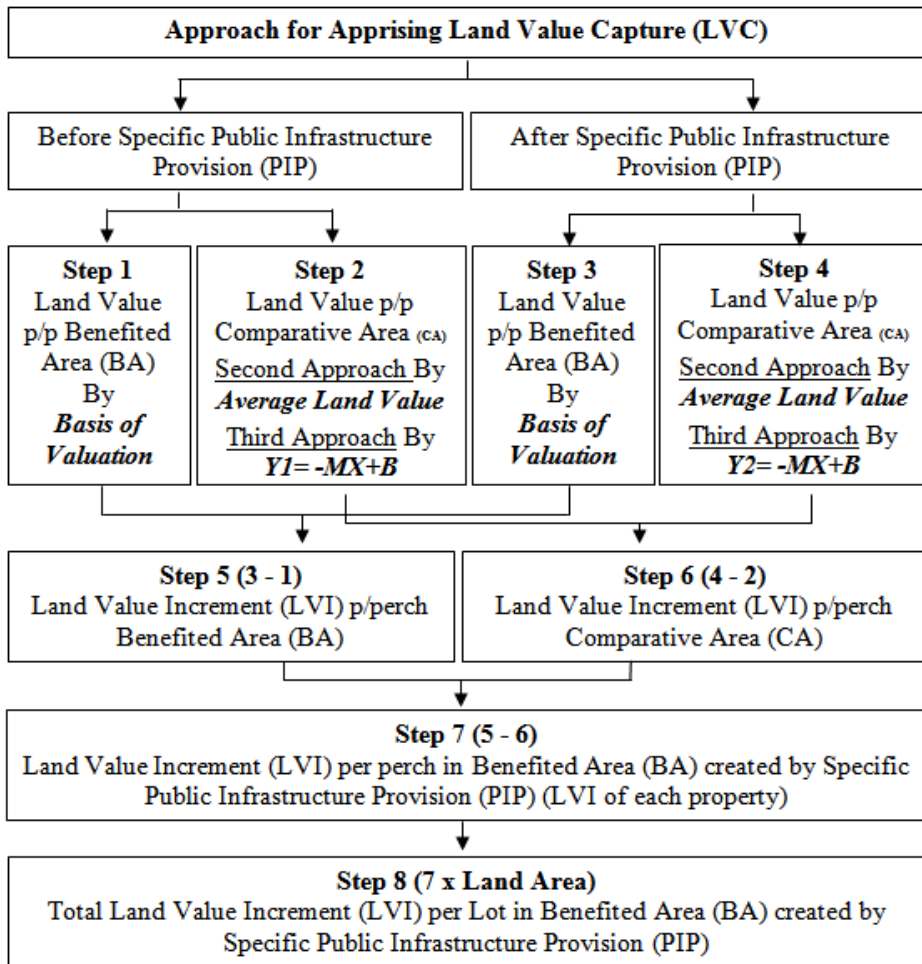 Approach for Apprising Land Value Capture (LVC)
Before Specific Public Infrastructure
Provision (PIP)
After Specific Public Infrastructure
Provision (PIP)
Step 1
Land Value
p/p Benefited
Area (BA)
By
Basis of
Valuation
Step 2
Land Value p/p
Comparative Area (CA)
Second Approach By
Average Land Value
Third Approach By
Y1= -MX+B
Step 3
Land Value
p/p Benefited
Area (BA)
By
Basis of
Valuation
Step 4
Land Value p/p
Comparative Area (CA)
Second Approach By
Average Land Value
Third Approach By
Y2= -MX+B
Step 5 (3 - 1)
Land Value Increment (LVI) p/perch
Benefited Area (BA)
Step 6 (4 - 2)
Land Value Increment (LVI) p/perch
Comparative Area (CA)
Step 7 (5 - 6)
Land Value Increment (LVI) per perch in Benefited Area (BA) created by Specific
Public Infrastructure Provision (PIP) (LVI of each property)
Step 8 (7 x Land Area)
Total Land Value Increment (LVI) per Lot in Benefited Area (BA) created by
Specific Public Infrastructure Provision (PIP)